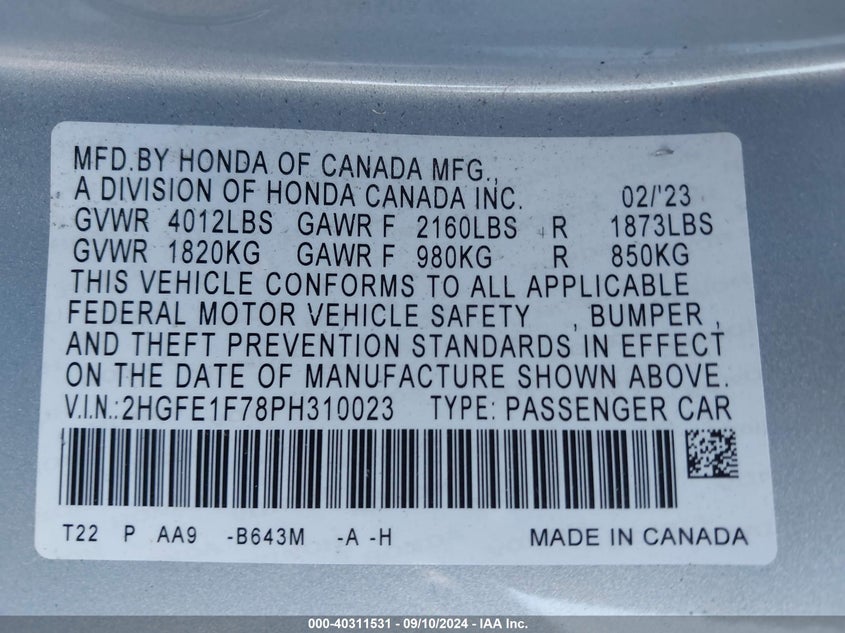 MFD.BY HONDA OF CANADA MFG.,
A DIVISION OF HONDA CANADA INC. 02/'23
GVWR 4012LBS GAWR F 2160LBS R 1873LBS
GVWR 1820KG GAWR F 980KG R 850KG
THIS VEHICLE CONFORMS TO ALL APPLICABLE
FEDERAL MOTOR VEHICLE SAFETY , BUMPER ,
AND THEFT PREVENTION STANDARDS IN EFFECT
ON THE DATE OF MANUFACTURE SHOWN ABOVE.
V.I.N.:2HGFE1F78PH310023 TYPE: PASSENGER CAR
T22 P AA9 -B643M -A -H MADE IN CANADA
000-40311531 - 09/10/2024 - IAA Inc.